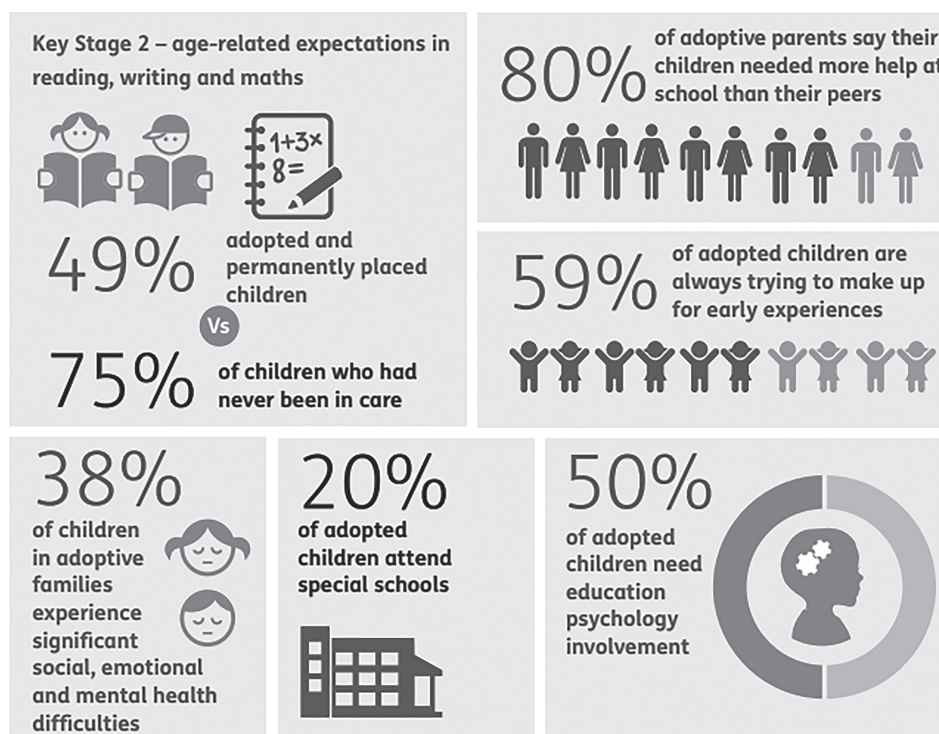 Key Stage 2 – age-related expectations in
reading, writing and maths
1+3×
8=
49%
adopted and
permanently placed
children
Vs
75%
of children who had
never been in care
80%
of adoptive parents say their
children needed more help at
school than their peers
59%
of adopted children are
always trying to make up
for early experiences
38%
of children
in adoptive
families
experience
significant
social, emotional
and mental health
difficulties
20%
of adopted
children attend
special schools
50%
of adopted
children need
education
psychology
involvement